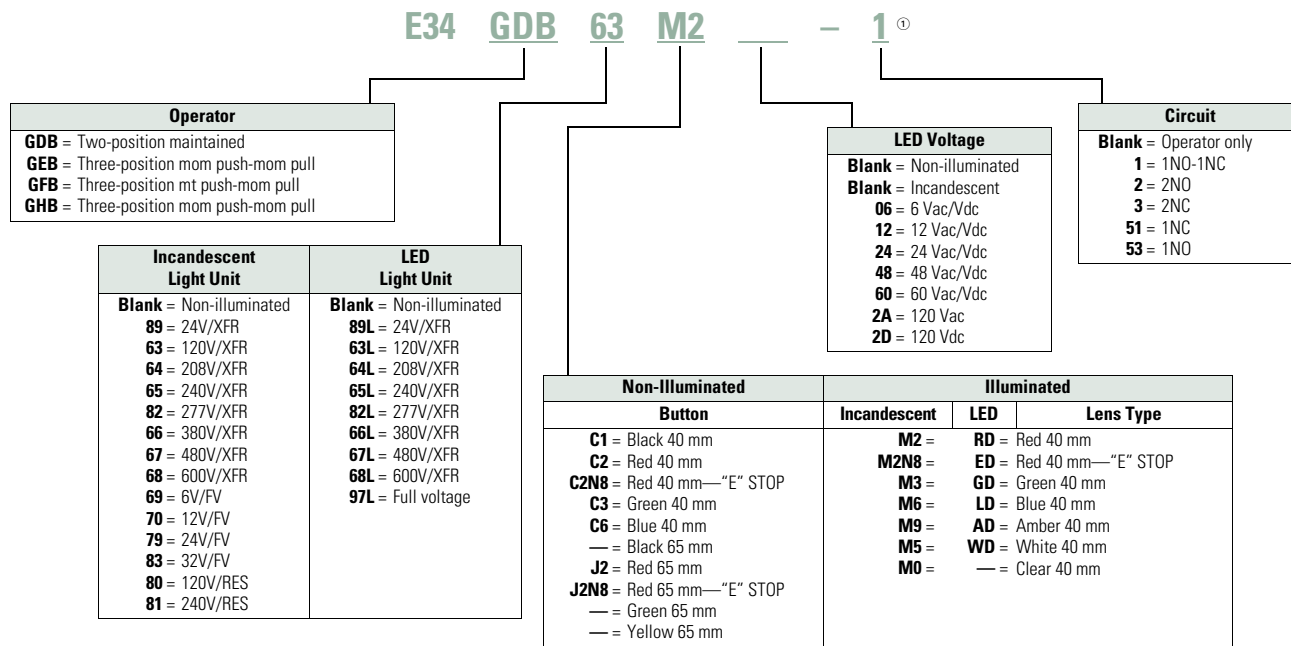 E34 GDB 63 M2 ___ – 1 ①
Operator
GDB = Two-position maintained
GEB = Three-position mom push-mom pull
GFB = Three-position mt push-mom pull
GHB = Three-position mom push-mom pull
Incandescent
Light Unit
Blank = Non-illuminated
89 = 24V/XFR
63 = 120V/XFR
64 = 208V/XFR
65 = 240V/XFR
82 = 277V/XFR
66 = 380V/XFR
67 = 480V/XFR
68 = 600V/XFR
69 = 6V/FV
70 = 12V/FV
79 = 24V/FV
83 = 32V/FV
80 = 120V/RES
81 = 240V/RES
LED
Light Unit
Blank = Non-illuminated
89L = 24V/XFR
63L = 120V/XFR
64L = 208V/XFR
65L = 240V/XFR
82L = 277V/XFR
66L = 380V/XFR
67L = 480V/XFR
68L = 600V/XFR
97L = Full voltage
LED Voltage
Blank = Non-illuminated
Blank = Incandescent
06 = 6 Vac/Vdc
12 = 12 Vac/Vdc
24 = 24 Vac/Vdc
48 = 48 Vac/Vdc
60 = 60 Vac/Vdc
2A = 120 Vac
2D = 120 Vdc
Circuit
Blank = Operator only
1 = 1NO-1NC
2 = 2NO
3 = 2NC
51 = 1NC
53 = 1NO
Non-Illuminated
Button
C1 = Black 40 mm
C2 = Red 40 mm
C2N8 = Red 40 mm—“E” STOP
C3 = Green 40 mm
C6 = Blue 40 mm
— = Black 65 mm
J2 = Red 65 mm
J2N8 = Red 65 mm—“E” STOP
— = Green 65 mm
— = Yellow 65 mm
Illuminated
Incandescent LED Lens Type
M2 = RD = Red 40 mm
M2N8 = ED = Red 40 mm—“E” STOP
M3 = GD = Green 40 mm
M6 = LD = Blue 40 mm
M9 = AD = Amber 40 mm
M5 = WD = White 40 mm
M0 = — = Clear 40 mm